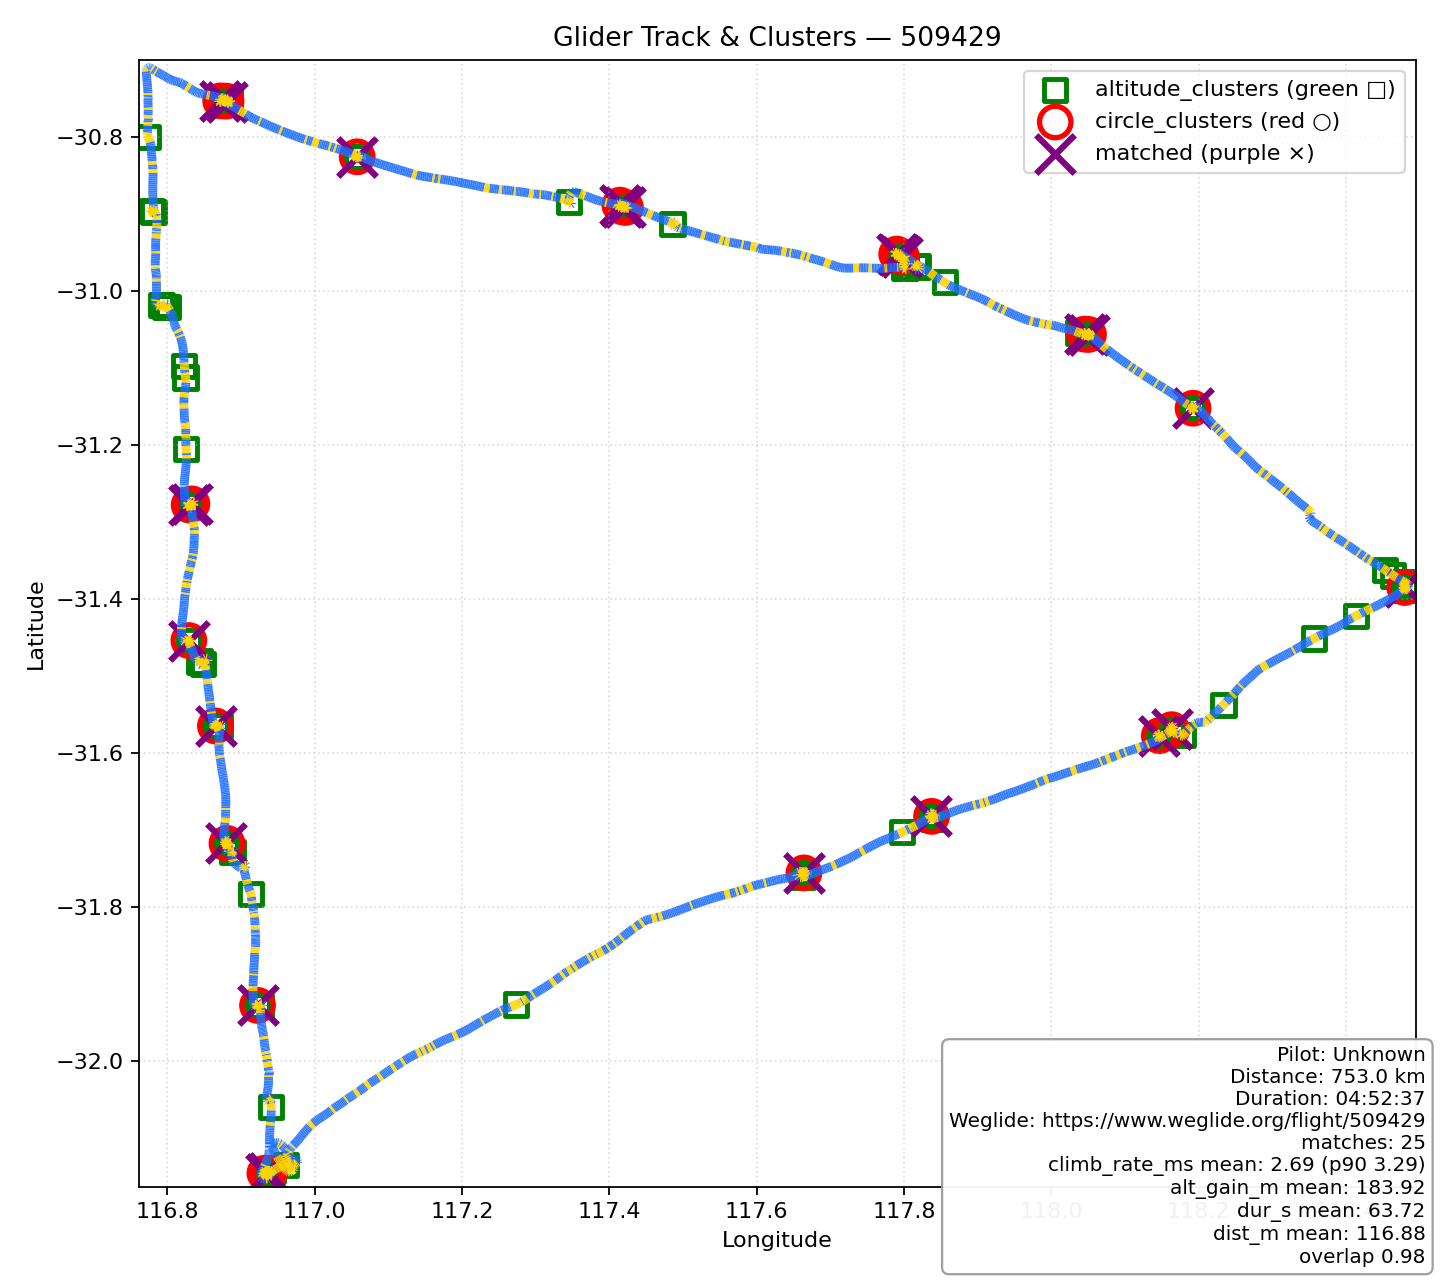 Glider Track & Clusters — 509429
altitude_clusters (green □)
circle_clusters (red ○)
matched (purple ×)
Latitude
−30.8
−31.0
−31.2
−31.4
−31.6
−31.8
−32.0
116.8
117.0
117.2
117.4
117.6
117.8
118.0
118.2
Longitude
Pilot: Unknown
Distance: 753.0 km
Duration: 04:52:37
Weglide: https://www.weglide.org/flight/509429
matches: 25
climb_rate_ms mean: 2.69 (p90 3.29)
alt_gain_m mean: 183.92
dur_s mean: 63.72
dist_m mean: 116.88
overlap 0.98